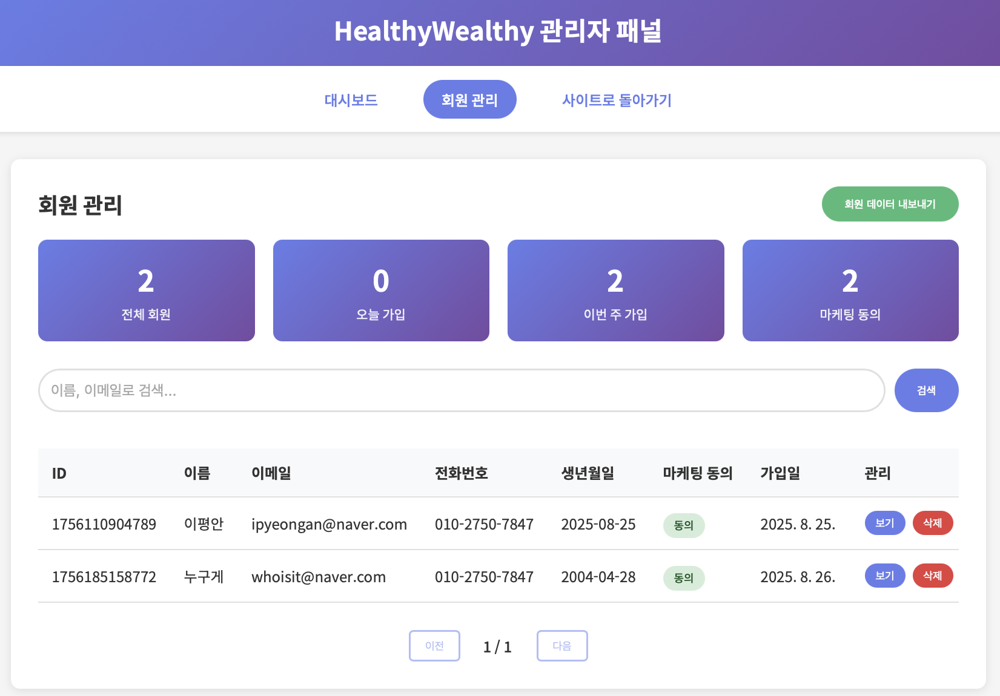 HealthyWealthy 관리자 패널
대시보드 회원 관리 사이트로 돌아가기
회원 관리 회원 데이터 내보내기
2 0 2 2
전체 회원 오늘 가입 이번 주 가입 마케팅 동의
이름, 이메일로 검색... 검색
ID 이름 이메일 전화번호 생년월일 마케팅 동의 가입일 관리
1756110904789 이평안 ipyeongan@naver.com 010-2750-7847 2025-08-25 동의 2025. 8. 25. 보기 삭제
1756185158772 누구게 whoisit@naver.com 010-2750-7847 2004-04-28 동의 2025. 8. 26. 보기 삭제
이전 1 / 1 다음